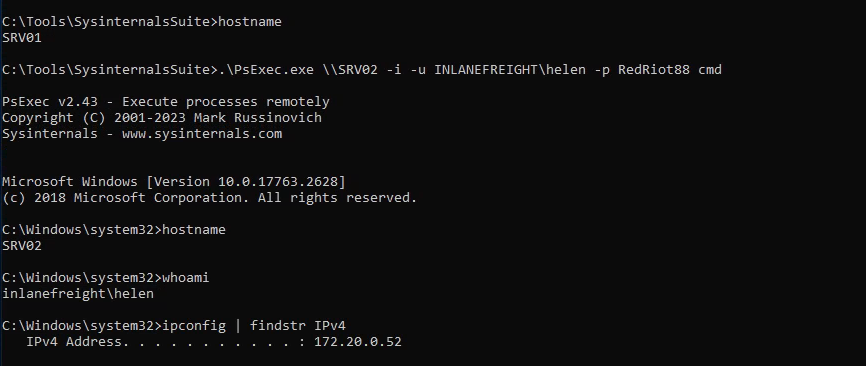 C:\Tools\SysinternalsSuite>hostname
SRV01
C:\Tools\SysinternalsSuite>.\PsExec.exe \\SRV02 -i -u INLANEFREIGHT\helen -p RedRiot88 cmd
PsExec v2.43 - Execute processes remotely
Copyright (C) 2001-2023 Mark Russinovich
Sysinternals - www.sysinternals.com
Microsoft Windows [Version 10.0.17763.2628]
(c) 2018 Microsoft Corporation. All rights reserved.
C:\Windows\system32>hostname
SRV02
C:\Windows\system32>whoami
inlanefreight\helen
C:\Windows\system32>ipconfig | findstr IPv4
   IPv4 Address. . . . . . . . . . . : 172.20.0.52